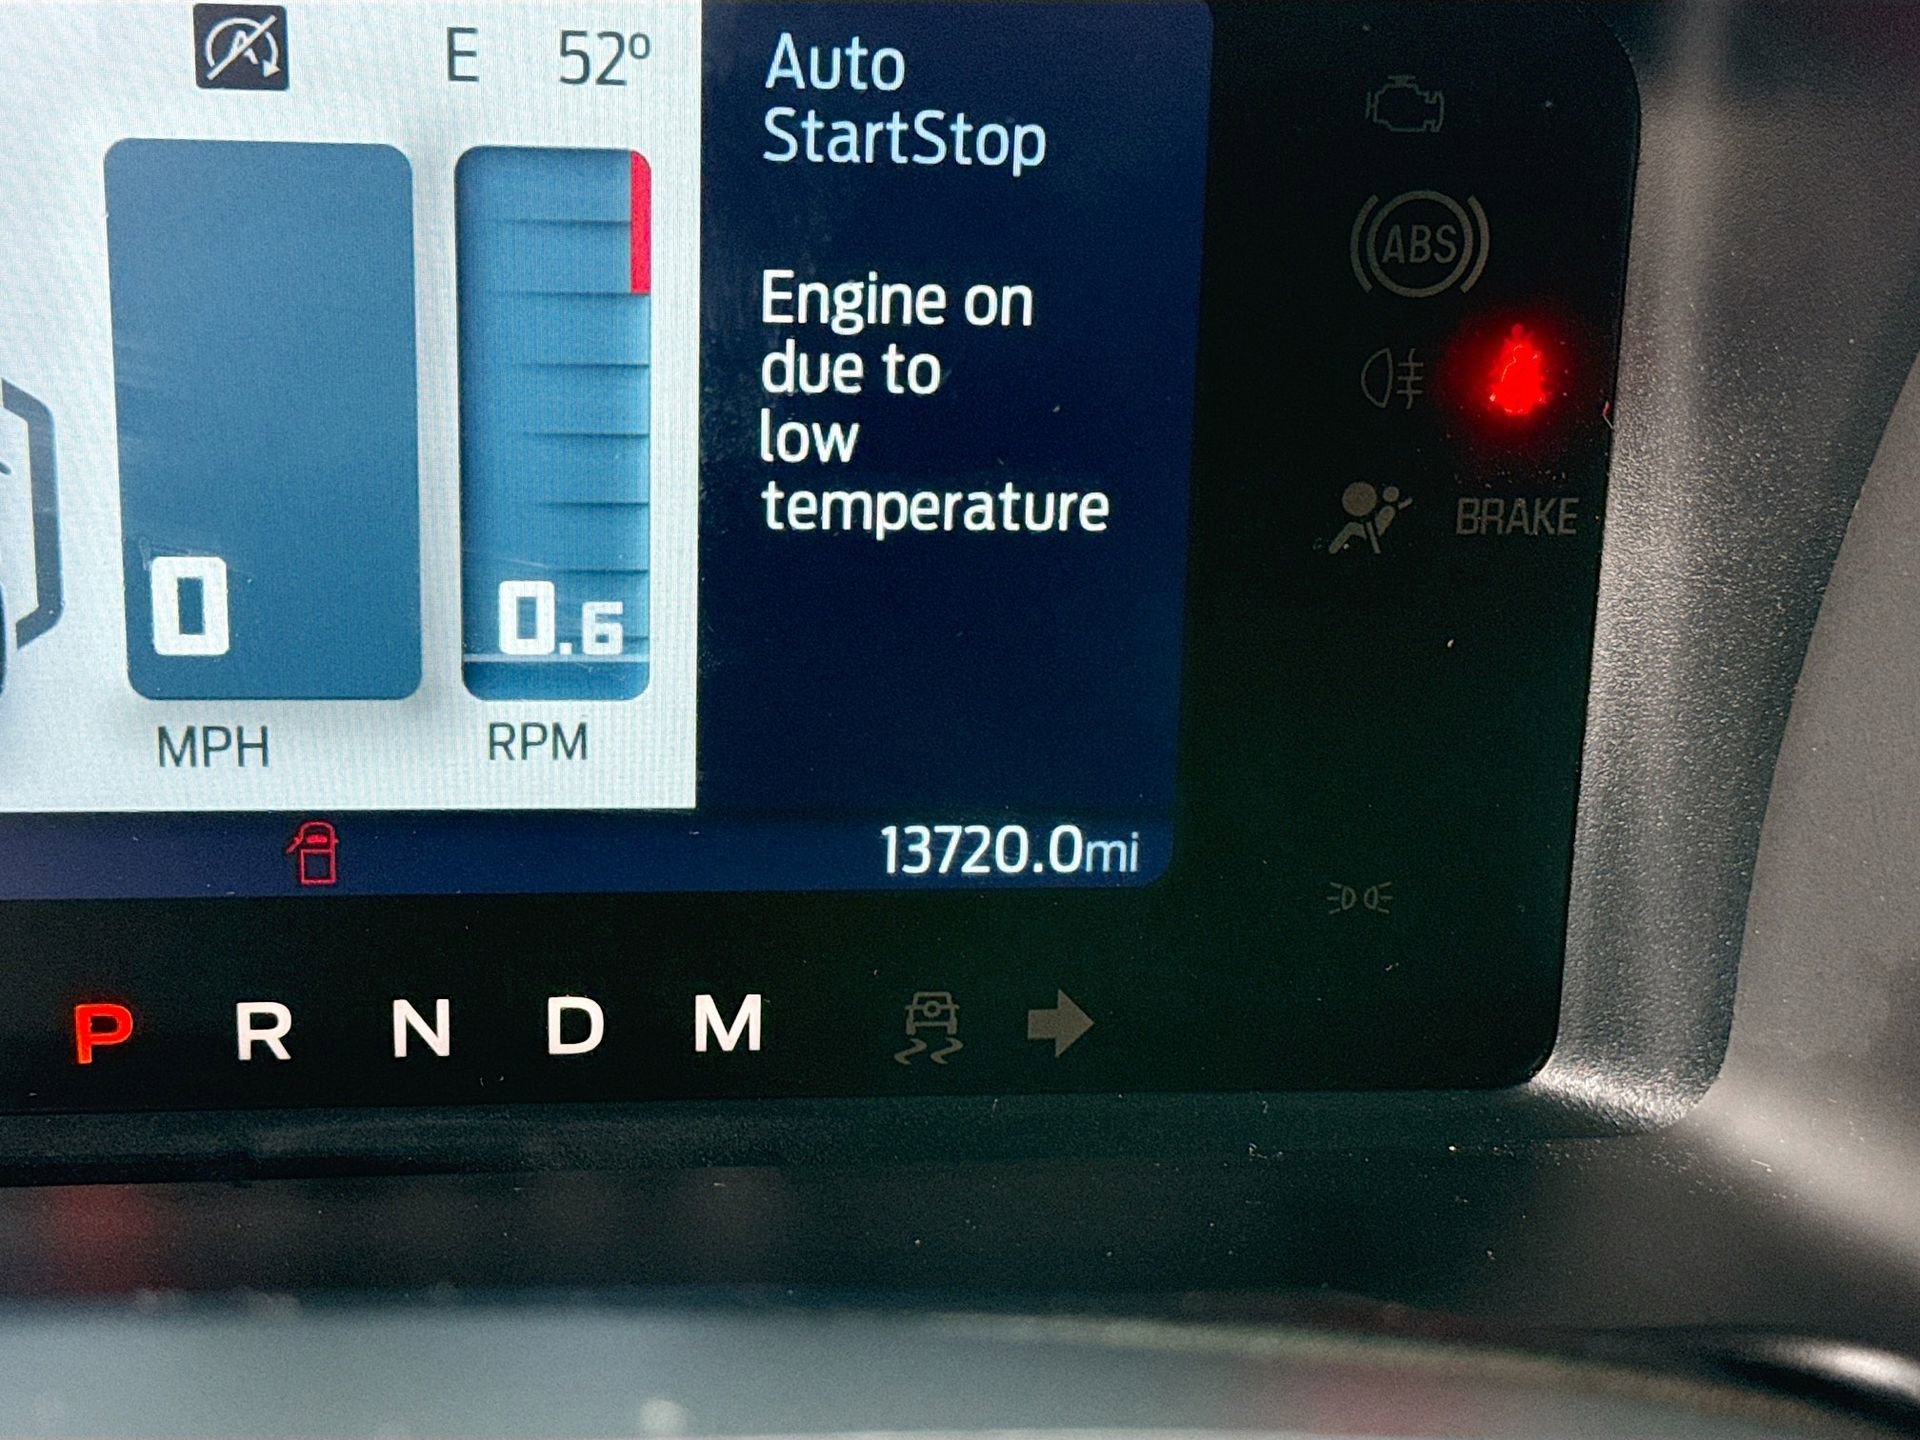 E 52°
Auto
StartStop
Engine on
due to
low
temperature
0
0.6
MPH
RPM
13720.0mi
ABS
BRAKE
P R N D M